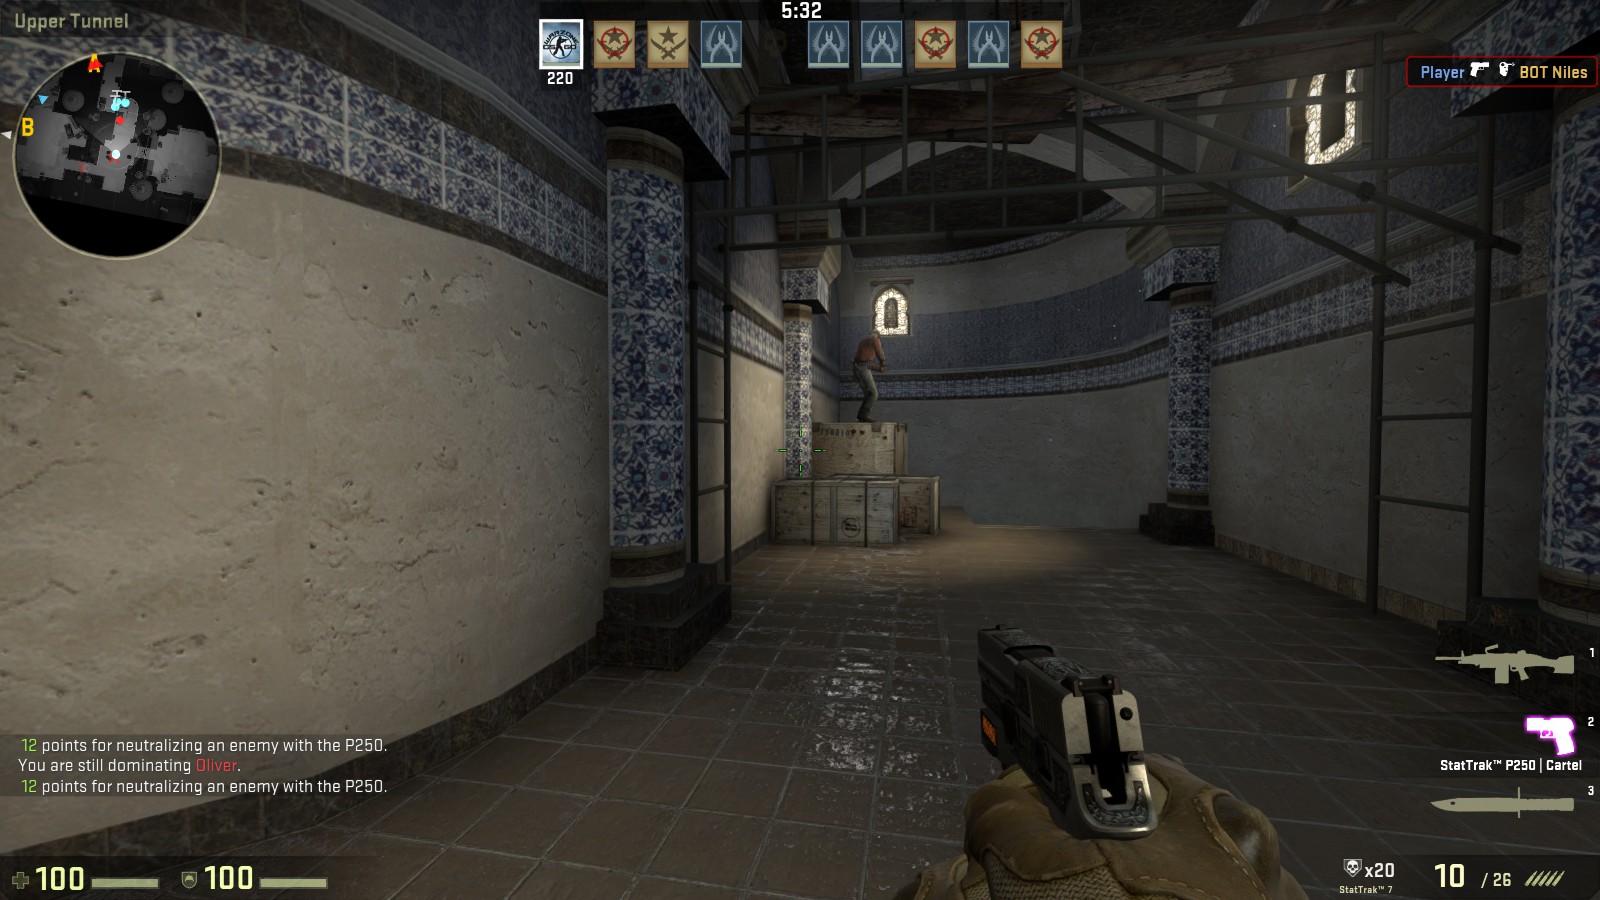 Upper Tunnel
5:32
220
Player BOT Niles
B
12 points for neutralizing an enemy with the P250.
You are still dominating Oliver.
12 points for neutralizing an enemy with the P250.
1
2
StatTrak™ P250 | Cartel
3
100 100
x20
StatTrak™ 7
10 / 26